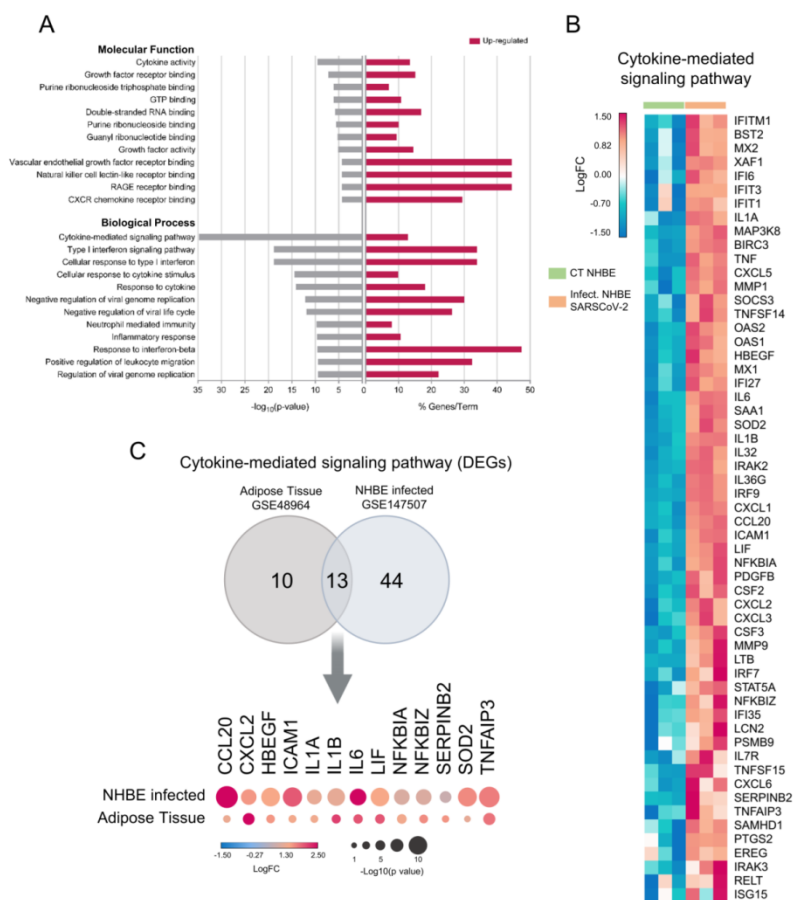 A
Up-regulated
Molecular Function
Cytokine activity
Growth factor receptor binding
Purine ribonucleoside triphosphate binding
GTP binding
Double-stranded RNA binding
Purine ribonucleoside binding
Guanyl ribonucleotide binding
Growth factor activity
Vascular endothelial growth factor receptor binding
Natural killer cell lectin-like receptor binding
RAGE receptor binding
CXCR chemokine receptor binding
Biological Process
Cytokine-mediated signaling pathway
Type I interferon signaling pathway
Cellular response to type I interferon
Cellular response to cytokine stimulus
Response to cytokine
Negative regulation of viral genome replication
Negative regulation of viral life cycle
Neutrophil mediated immunity
Inflammatory response
Response to interferon-beta
Positive regulation of leukocyte migration
Regulation of viral genome replication
35 30 25 20 15 10 5 0 10 20 30 40 50
-log10(p-value) % Genes/Term
B
Cytokine-mediated
signaling pathway
1.50
0.82
0.00
-0.70
-1.50
LogFC
CT NHBE
Infect. NHBE
SARSCoV-2
IFITM1
BST2
MX2
XAF1
IFI6
IFIT3
IFIT1
IL1A
MAP3K8
BIRC3
TNF
CXCL5
MMP1
SOCS3
TNFSF14
OAS2
OAS1
HBEGF
MX1
IFI27
IL6
SAA1
SOD2
IL1B
IL32
IRAK2
IL36G
IRF9
CXCL1
CCL20
ICAM1
LIF
NFKBIA
PDGFB
CSF2
CXCL2
CXCL3
CSF3
MMP9
LTB
IRF7
STAT5A
NFKBIZ
IFI35
LCN2
PSMB9
IL7R
TNFSF15
CXCL6
SERPINB2
TNFAIP3
SAMHD1
PTGS2
EREG
IRAK3
RELT
ISG15
C
Cytokine-mediated signaling pathway (DEGs)
Adipose Tissue
GSE48964
NHBE infected
GSE147507
10 13 44
CCL20 CXCL2 HBEGF ICAM1 IL1A IL1B IL6 LIF NFKBIA NFKBIZ SERPINB2 SOD2 TNFAIP3
NHBE infected
Adipose Tissue
-1.50 -0.27 1.30 2.50
LogFC
1 5 10
-Log10(p value)